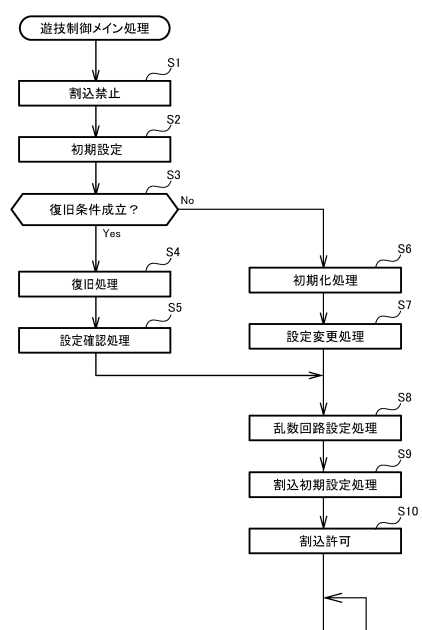 遊技制御メイン処理
S1
割込禁止
S2
初期設定
S3
復旧条件成立?
No
Yes
S4
復旧処理
S5
設定確認処理
S6
初期化処理
S7
設定変更処理
S8
乱数回路設定処理
S9
割込初期設定処理
S10
割込許可